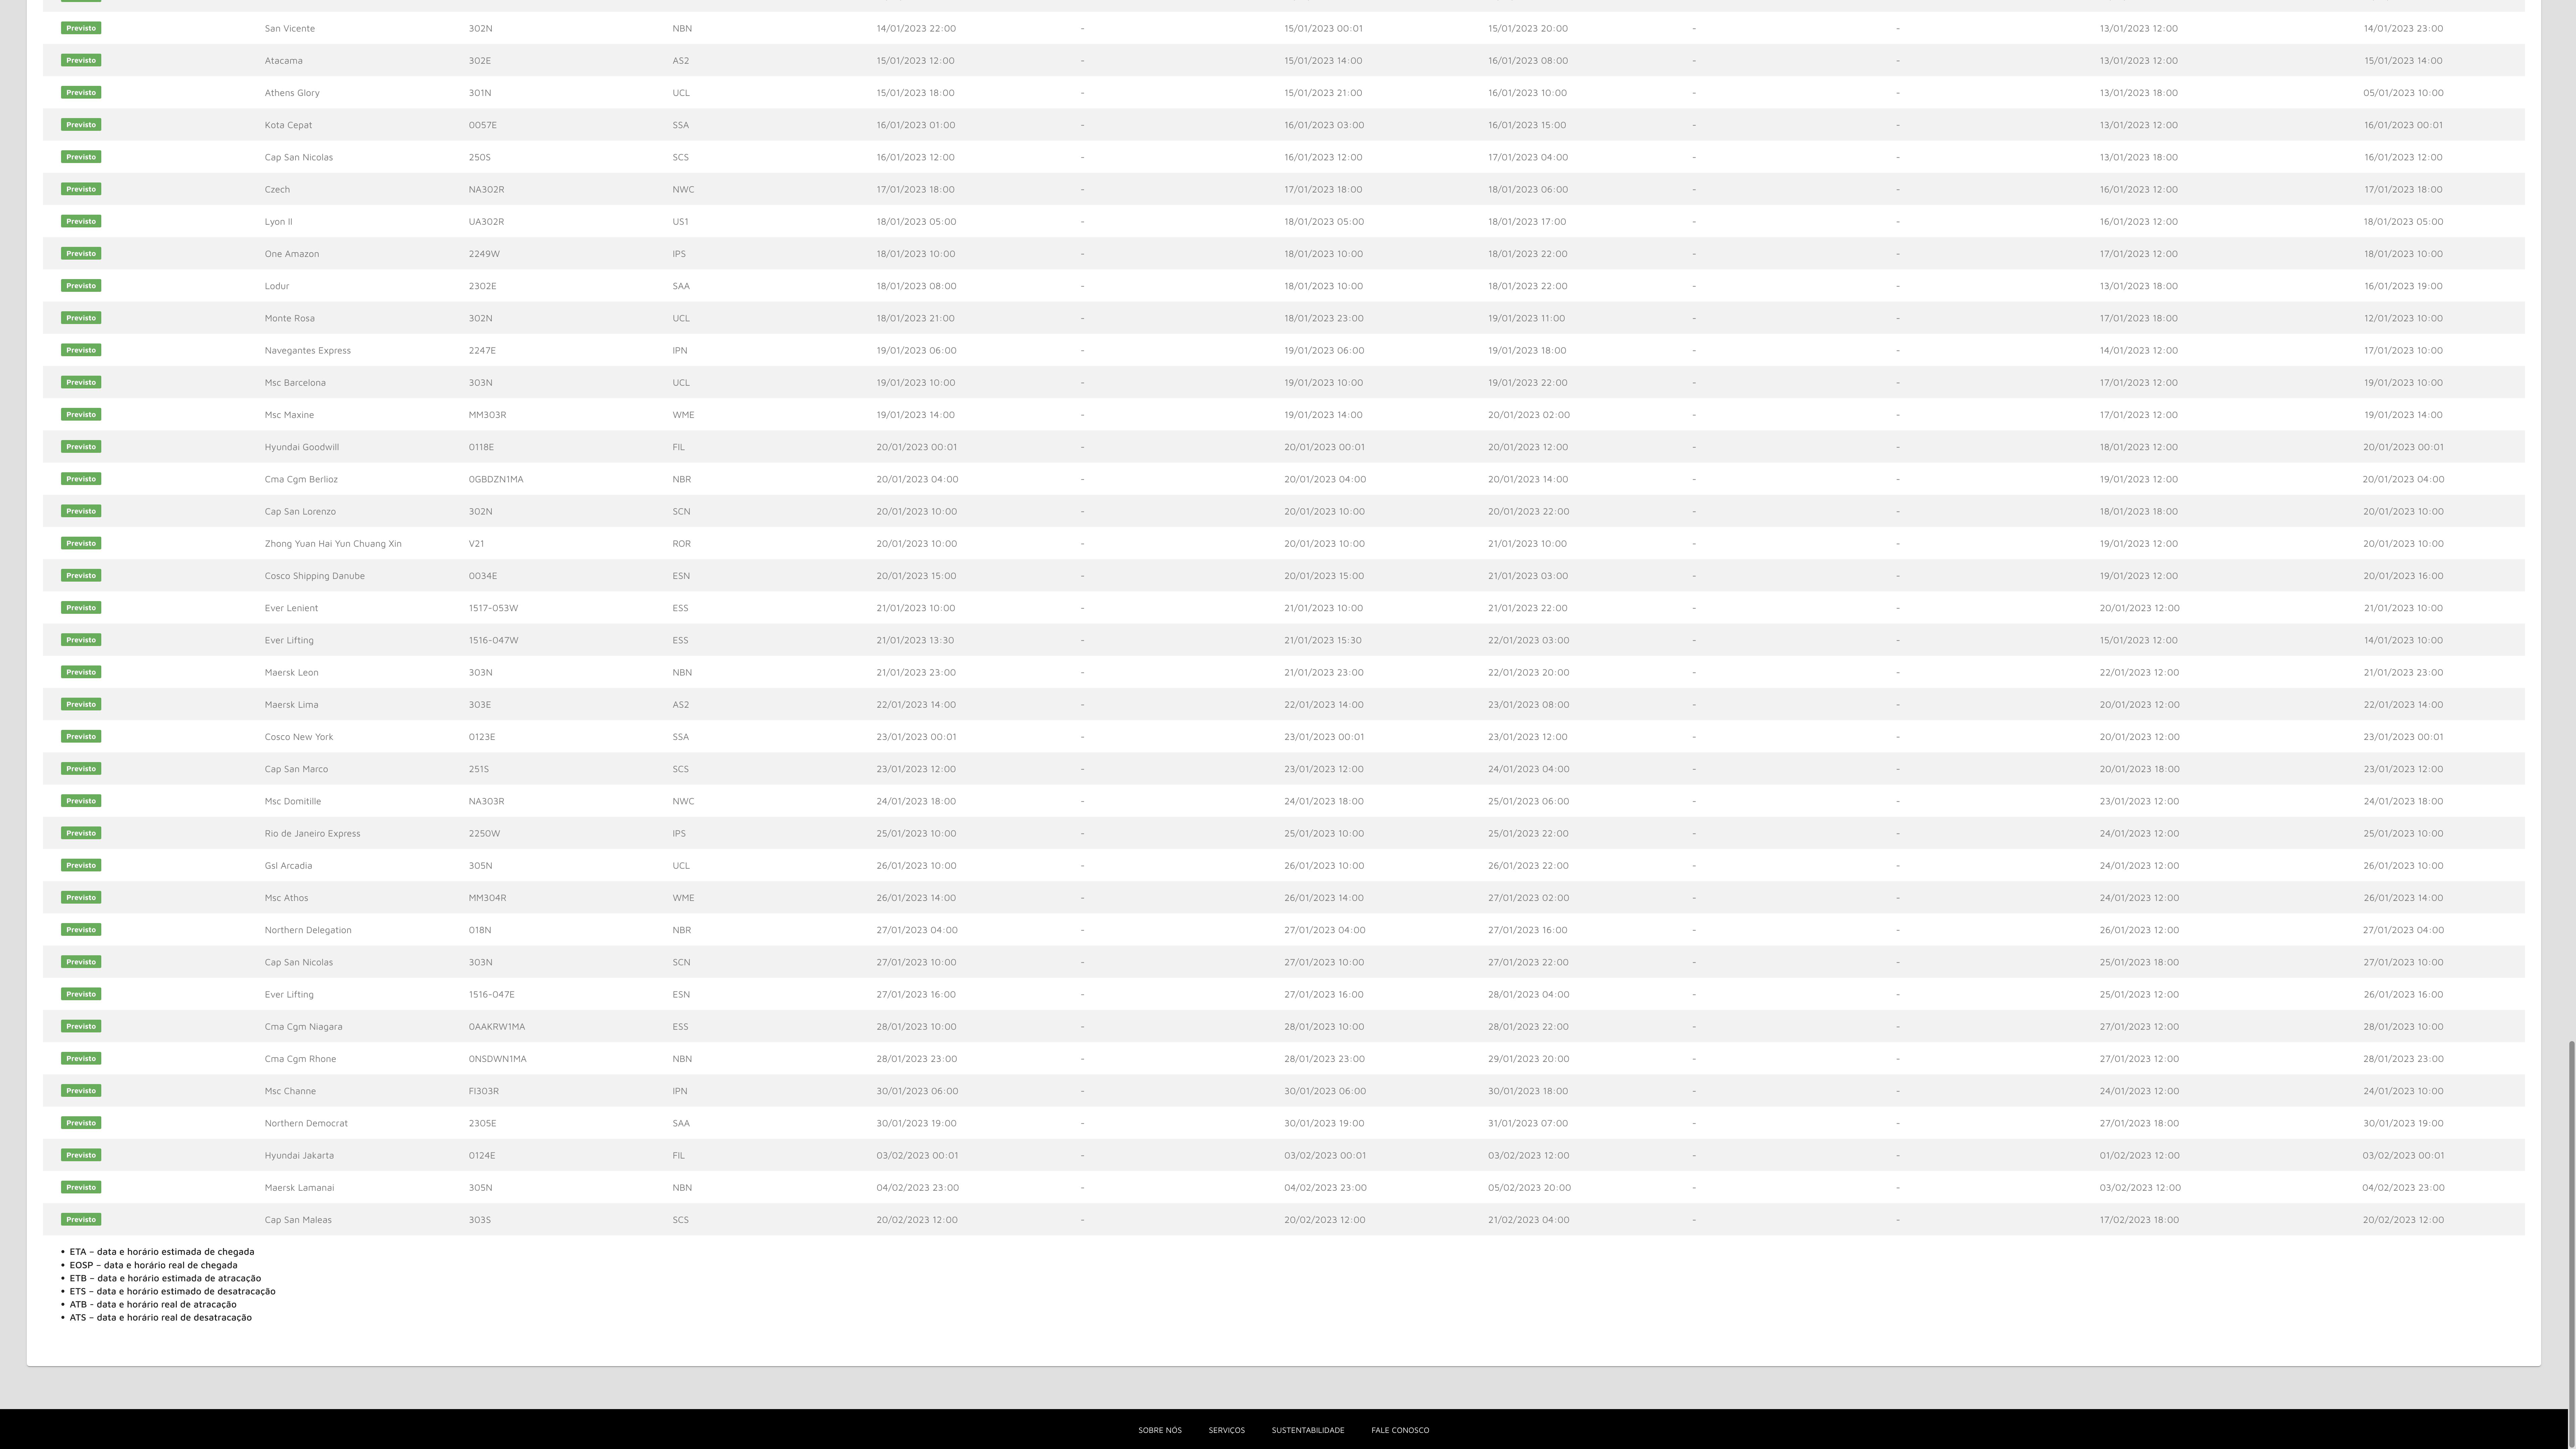 Previsto San Vicente 302N NBN 14/01/2023 22:00 - 15/01/2023 00:01 15/01/2023 20:00 - - 13/01/2023 12:00 14/01/2023 23:00
Previsto Atacama 302E AS2 15/01/2023 12:00 - 15/01/2023 14:00 16/01/2023 08:00 - - 13/01/2023 12:00 15/01/2023 14:00
Previsto Athens Glory 301N UCL 15/01/2023 18:00 - 15/01/2023 21:00 16/01/2023 10:00 - - 13/01/2023 18:00 05/01/2023 10:00
Previsto Kota Cepat 0057E SSA 16/01/2023 01:00 - 16/01/2023 03:00 16/01/2023 15:00 - - 13/01/2023 12:00 16/01/2023 00:01
Previsto Cap San Nicolas 250S SCS 16/01/2023 12:00 - 16/01/2023 12:00 17/01/2023 04:00 - - 13/01/2023 18:00 16/01/2023 12:00
Previsto Czech NA302R NWC 17/01/2023 18:00 - 17/01/2023 18:00 18/01/2023 06:00 - - 16/01/2023 12:00 17/01/2023 18:00
Previsto Lyon II UA302R US1 18/01/2023 05:00 - 18/01/2023 05:00 18/01/2023 17:00 - - 16/01/2023 12:00 18/01/2023 05:00
Previsto One Amazon 2249W IPS 18/01/2023 10:00 - 18/01/2023 10:00 18/01/2023 22:00 - - 17/01/2023 12:00 18/01/2023 10:00
Previsto Lodur 2302E SAA 18/01/2023 08:00 - 18/01/2023 10:00 18/01/2023 22:00 - - 13/01/2023 18:00 16/01/2023 19:00
Previsto Monte Rosa 302N UCL 18/01/2023 21:00 - 18/01/2023 23:00 19/01/2023 11:00 - - 17/01/2023 18:00 12/01/2023 10:00
Previsto Navegantes Express 2247E IPN 19/01/2023 06:00 - 19/01/2023 06:00 19/01/2023 18:00 - - 14/01/2023 12:00 17/01/2023 10:00
Previsto Msc Barcelona 303N UCL 19/01/2023 10:00 - 19/01/2023 10:00 19/01/2023 22:00 - - 17/01/2023 12:00 19/01/2023 10:00
Previsto Msc Maxine MM303R WME 19/01/2023 14:00 - 19/01/2023 14:00 20/01/2023 02:00 - - 17/01/2023 12:00 19/01/2023 14:00
Previsto Hyundai Goodwill 0118E FIL 20/01/2023 00:01 - 20/01/2023 00:01 20/01/2023 12:00 - - 18/01/2023 12:00 20/01/2023 00:01
Previsto Cma Cgm Berlioz 0GBDZN1MA NBR 20/01/2023 04:00 - 20/01/2023 04:00 20/01/2023 14:00 - - 19/01/2023 12:00 20/01/2023 04:00
Previsto Cap San Lorenzo 302N SCN 20/01/2023 10:00 - 20/01/2023 10:00 20/01/2023 22:00 - - 18/01/2023 18:00 20/01/2023 10:00
Previsto Zhong Yuan Hai Yun Chuang Xin V21 ROR 20/01/2023 10:00 - 20/01/2023 10:00 21/01/2023 10:00 - - 19/01/2023 12:00 20/01/2023 10:00
Previsto Cosco Shipping Danube 0034E ESN 20/01/2023 15:00 - 20/01/2023 15:00 21/01/2023 03:00 - - 19/01/2023 12:00 20/01/2023 16:00
Previsto Ever Lenient 1517-053W ESS 21/01/2023 10:00 - 21/01/2023 10:00 21/01/2023 22:00 - - 20/01/2023 12:00 21/01/2023 10:00
Previsto Ever Lifting 1516-047W ESS 21/01/2023 13:30 - 21/01/2023 15:30 22/01/2023 03:00 - - 15/01/2023 12:00 14/01/2023 10:00
Previsto Maersk Leon 303N NBN 21/01/2023 23:00 - 21/01/2023 23:00 22/01/2023 20:00 - - 22/01/2023 12:00 21/01/2023 23:00
Previsto Maersk Lima 303E AS2 22/01/2023 14:00 - 22/01/2023 14:00 23/01/2023 08:00 - - 20/01/2023 12:00 22/01/2023 14:00
Previsto Cosco New York 0123E SSA 23/01/2023 00:01 - 23/01/2023 00:01 23/01/2023 12:00 - - 20/01/2023 12:00 23/01/2023 00:01
Previsto Cap San Marco 251S SCS 23/01/2023 12:00 - 23/01/2023 12:00 24/01/2023 04:00 - - 20/01/2023 18:00 23/01/2023 12:00
Previsto Msc Domitille NA303R NWC 24/01/2023 18:00 - 24/01/2023 18:00 25/01/2023 06:00 - - 23/01/2023 12:00 24/01/2023 18:00
Previsto Rio de Janeiro Express 2250W IPS 25/01/2023 10:00 - 25/01/2023 10:00 25/01/2023 22:00 - - 24/01/2023 12:00 25/01/2023 10:00
Previsto Gsl Arcadia 305N UCL 26/01/2023 10:00 - 26/01/2023 10:00 26/01/2023 22:00 - - 24/01/2023 12:00 26/01/2023 10:00
Previsto Msc Athos MM304R WME 26/01/2023 14:00 - 26/01/2023 14:00 27/01/2023 02:00 - - 24/01/2023 12:00 26/01/2023 14:00
Previsto Northern Delegation 018N NBR 27/01/2023 04:00 - 27/01/2023 04:00 27/01/2023 16:00 - - 26/01/2023 12:00 27/01/2023 04:00
Previsto Cap San Nicolas 303N SCN 27/01/2023 10:00 - 27/01/2023 10:00 27/01/2023 22:00 - - 25/01/2023 18:00 27/01/2023 10:00
Previsto Ever Lifting 1516-047E ESN 27/01/2023 16:00 - 27/01/2023 16:00 28/01/2023 04:00 - - 25/01/2023 12:00 26/01/2023 16:00
Previsto Cma Cgm Niagara 0AAKRW1MA ESS 28/01/2023 10:00 - 28/01/2023 10:00 28/01/2023 22:00 - - 27/01/2023 12:00 28/01/2023 10:00
Previsto Cma Cgm Rhone 0NSDWN1MA NBN 28/01/2023 23:00 - 28/01/2023 23:00 29/01/2023 20:00 - - 27/01/2023 12:00 28/01/2023 23:00
Previsto Msc Channe FI303R IPN 30/01/2023 06:00 - 30/01/2023 06:00 30/01/2023 18:00 - - 24/01/2023 12:00 24/01/2023 10:00
Previsto Northern Democrat 2305E SAA 30/01/2023 19:00 - 30/01/2023 19:00 31/01/2023 07:00 - - 27/01/2023 18:00 30/01/2023 19:00
Previsto Hyundai Jakarta 0124E FIL 03/02/2023 00:01 - 03/02/2023 00:01 03/02/2023 12:00 - - 01/02/2023 12:00 03/02/2023 00:01
Previsto Maersk Lamanai 305N NBN 04/02/2023 23:00 - 04/02/2023 23:00 05/02/2023 20:00 - - 03/02/2023 12:00 04/02/2023 23:00
Previsto Cap San Maleas 303S SCS 20/02/2023 12:00 - 20/02/2023 12:00 21/02/2023 04:00 - - 17/02/2023 18:00 20/02/2023 12:00
• ETA – data e horário estimada de chegada
• EOSP – data e horário real de chegada
• ETB – data e horário estimada de atracação
• ETS – data e horário estimado de desatracação
• ATB - data e horário real de atracação
• ATS – data e horário real de desatracação
SOBRE NÓS SERVIÇOS SUSTENTABILIDADE FALE CONOSCO